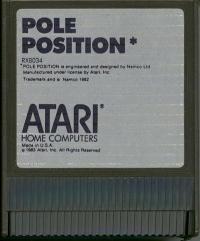 POLE
POSITION*
RX8034
*POLE POSITION is engineered and designed by Namco Ltd
Manufactured under license by Atari, Inc.
Trademark and © Namco 1982
ATARI®
HOME COMPUTERS
Made in U.S.A.
© 1983 Atari, Inc. All Rights Reserved